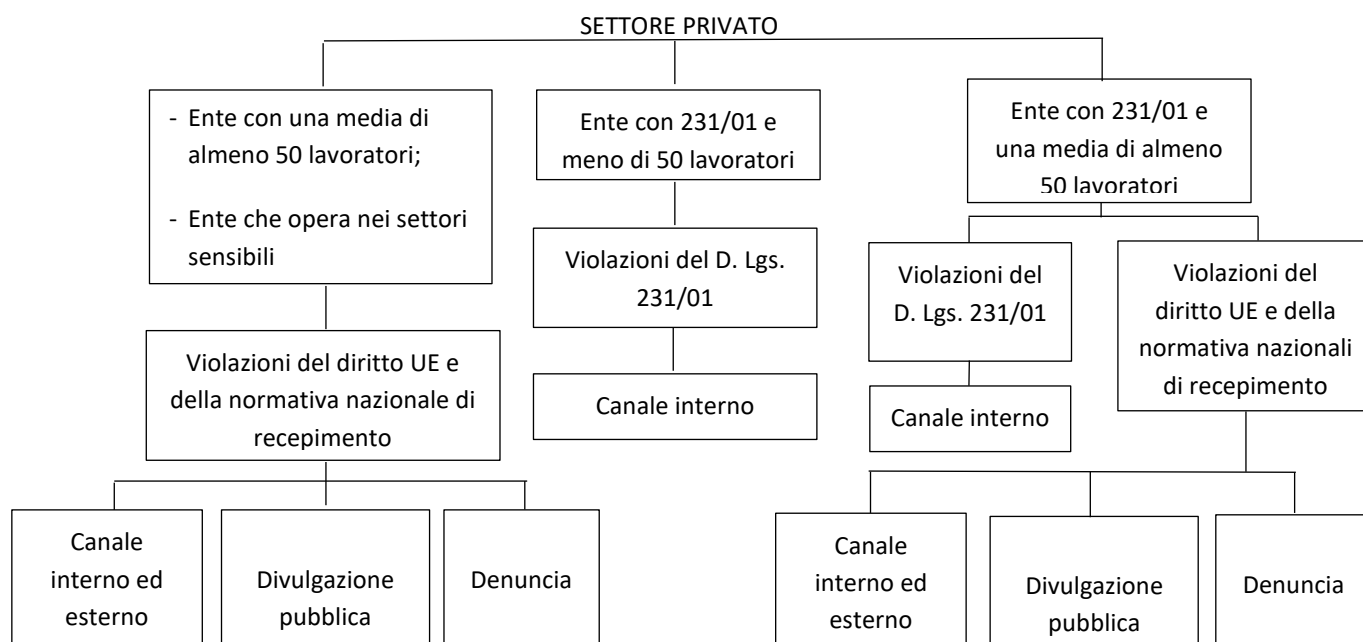 SETTORE PRIVATO
- Ente con una media di
almeno 50 lavoratori;
- Ente che opera nei settori
sensibili
Ente con 231/01 e
meno di 50 lavoratori
Ente con 231/01 e
una media di almeno
50 lavoratori
Violazioni del D. Lgs.
231/01
Violazioni del
D. Lgs. 231/01
Violazioni del
diritto UE e della
normativa nazionali
di recepimento
Violazioni del diritto UE e
della normativa nazionale di
recepimento
Canale interno
Canale interno
Canale
interno ed
esterno
Divulgazione
pubblica
Denuncia
Canale
interno ed
esterno
Divulgazione
pubblica
Denuncia